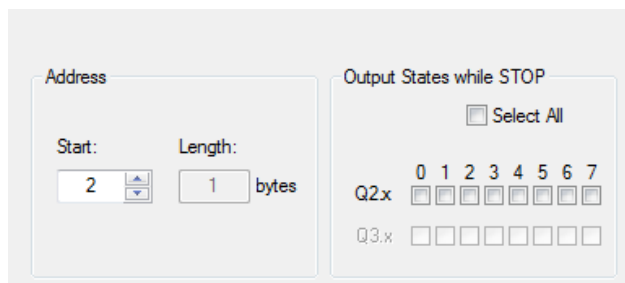 Address
Start: Length:
2 1 bytes
Output States while STOP
Select All
0 1 2 3 4 5 6 7
Q2.x
Q3.x